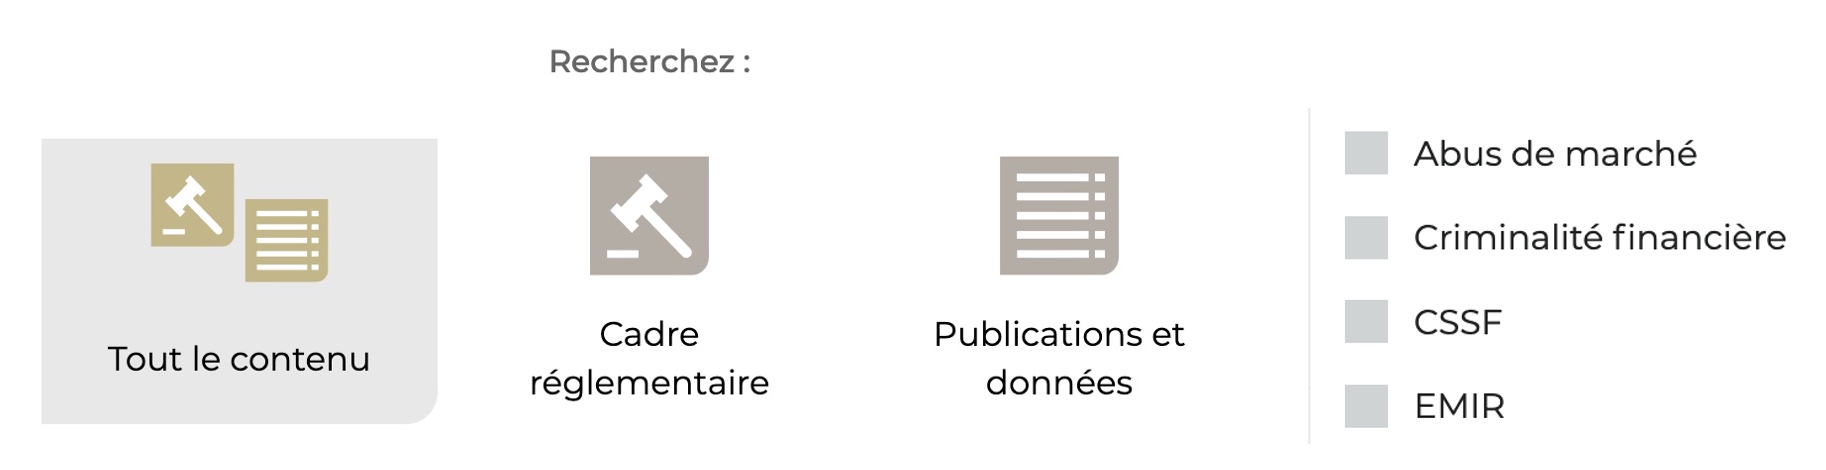 Recherchez :
Tout le contenu
Cadre
réglementaire
Publications et
données
Abus de marché
Criminalité financière
CSSF
EMIR